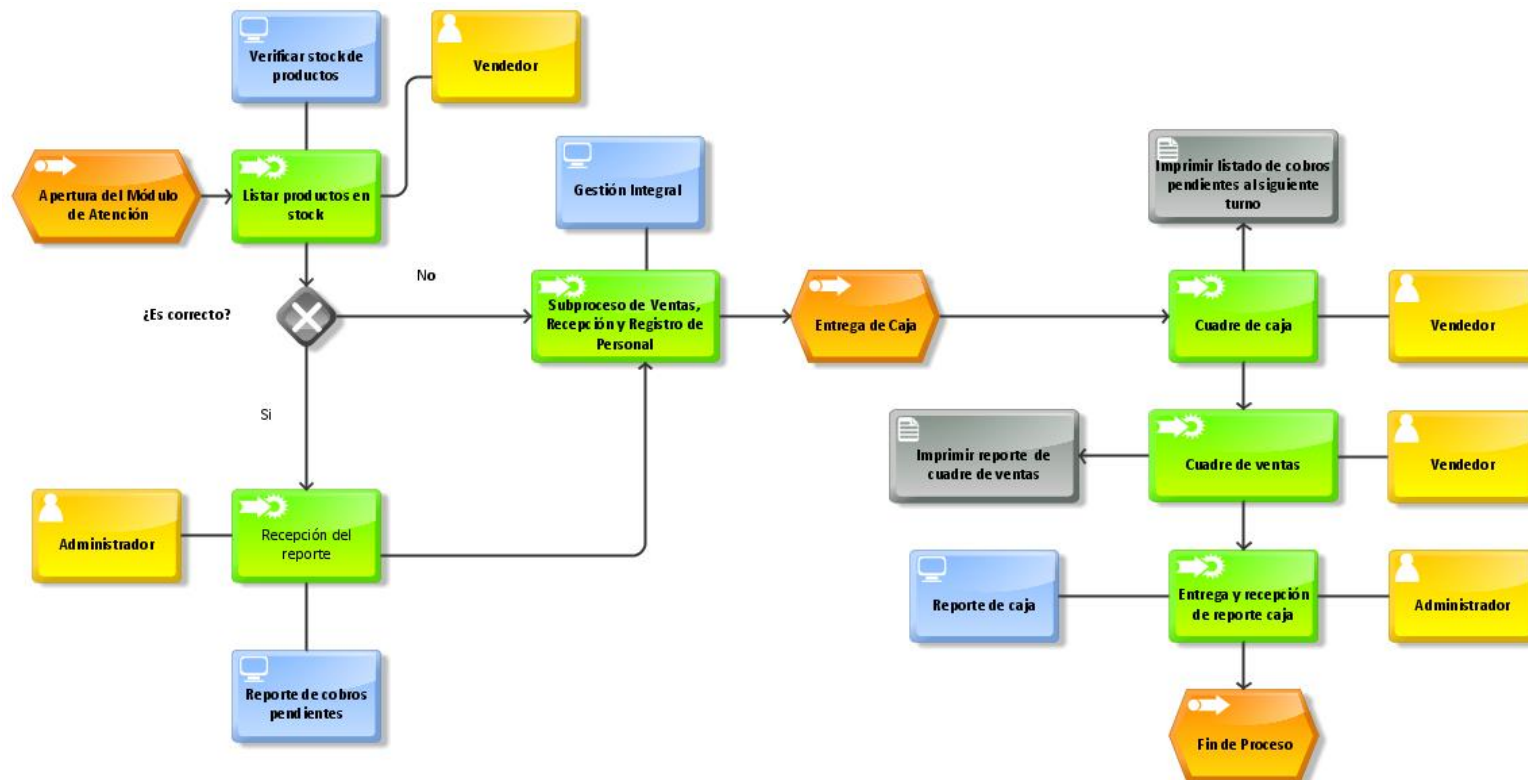 Verificar stock de
productos
Vendedor
Apertura del Módulo
de Atención
Listar productos en
stock
Gestión Integral
Imprimir listado de cobros
pendientes al siguiente
turno
No
¿Es correcto?
Subproceso de Ventas,
Recepción y Registro de
Personal
Entrega de Caja
Cuadre de caja
Vendedor
Si
Imprimir reporte de
cuadre de ventas
Cuadre de ventas
Vendedor
Administrador
Recepción del
reporte
Reporte de caja
Entrega y recepción
de reporte caja
Administrador
Reporte de cobros
pendientes
Fin de Proceso